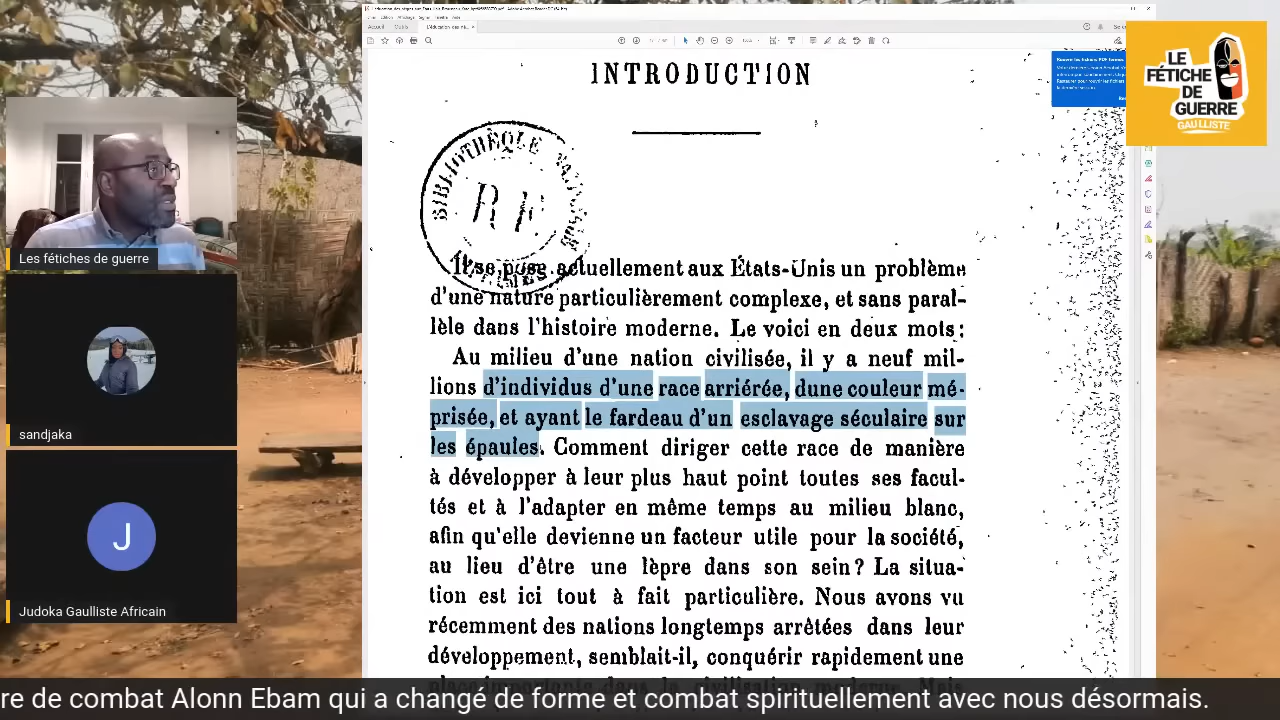 Accueil
Outils
INTRODUCTION
BIBLIOTHÈQUE
R F
Il se pose actuellement aux États-Unis un problème
d'une nature particulièrement complexe, et sans paral-
lèle dans l'histoire moderne. Le voici en deux mots:
Au milieu d'une nation civilisée, il y a neuf mil-
lions d'individus d'une race arriérée, dune couleur mé-
prisée, et ayant le fardeau d'un esclavage séculaire sur
les épaules. Comment diriger cette race de manière
à développer à leur plus haut point toutes ses facul-
tés et à l'adapter en même temps au milieu blanc,
afin qu'elle devienne un facteur utile pour la société,
au lieu d'être une lèpre dans son sein? La situa-
tion est ici tout à fait particulière. Nous avons vu
récemment des nations longtemps arrêtées dans leur
développement, semblait-il, conquérir rapidement une
LE
FÉTICHE
DE
GUERRE
GAULLISTE
Les fétiches de guerre
sandjaka
J
Judoka Gaulliste Africain
re de combat Alonn Ebam qui a changé de forme et combat spirituellement avec nous désormais.